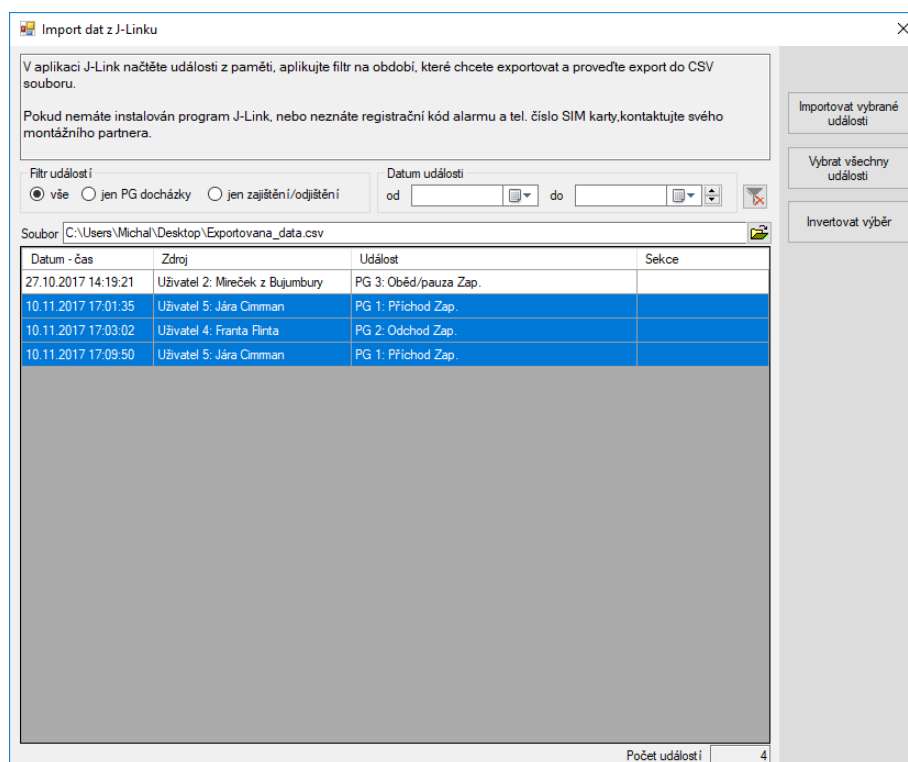 Import dat z J-Linku
V aplikaci J-Link načtěte události z paměti, aplikujte filtr na období, které chcete exportovat a proveďte export do CSV
souboru.
Pokud nemáte instalován program J-Link, nebo neznáte registrační kód alarmu a tel. číslo SIM karty,kontaktujte svého
montážního partnera.
Importovat vybrané
události
Vybrat všechny
události
Invertovat výběr
Filtr událostí
vše
jen PG docházky
jen zajištění/odjištění
Datum události
od
do
Soubor C:\Users\Michal\Desktop\Exportovana_data.csv
Datum - čas Zdroj Událost Sekce
27.10.2017 14:19:21 Uživatel 2: Mireček z Bujumbury PG 3: Oběd/pauza Zap.
10.11.2017 17:01:35 Uživatel 5: Jára Cimrman PG 1: Příchod Zap.
10.11.2017 17:03:02 Uživatel 4: Franta Flinta PG 2: Odchod Zap.
10.11.2017 17:09:50 Uživatel 5: Jára Cimrman PG 1: Příchod Zap.
Počet událostí 4